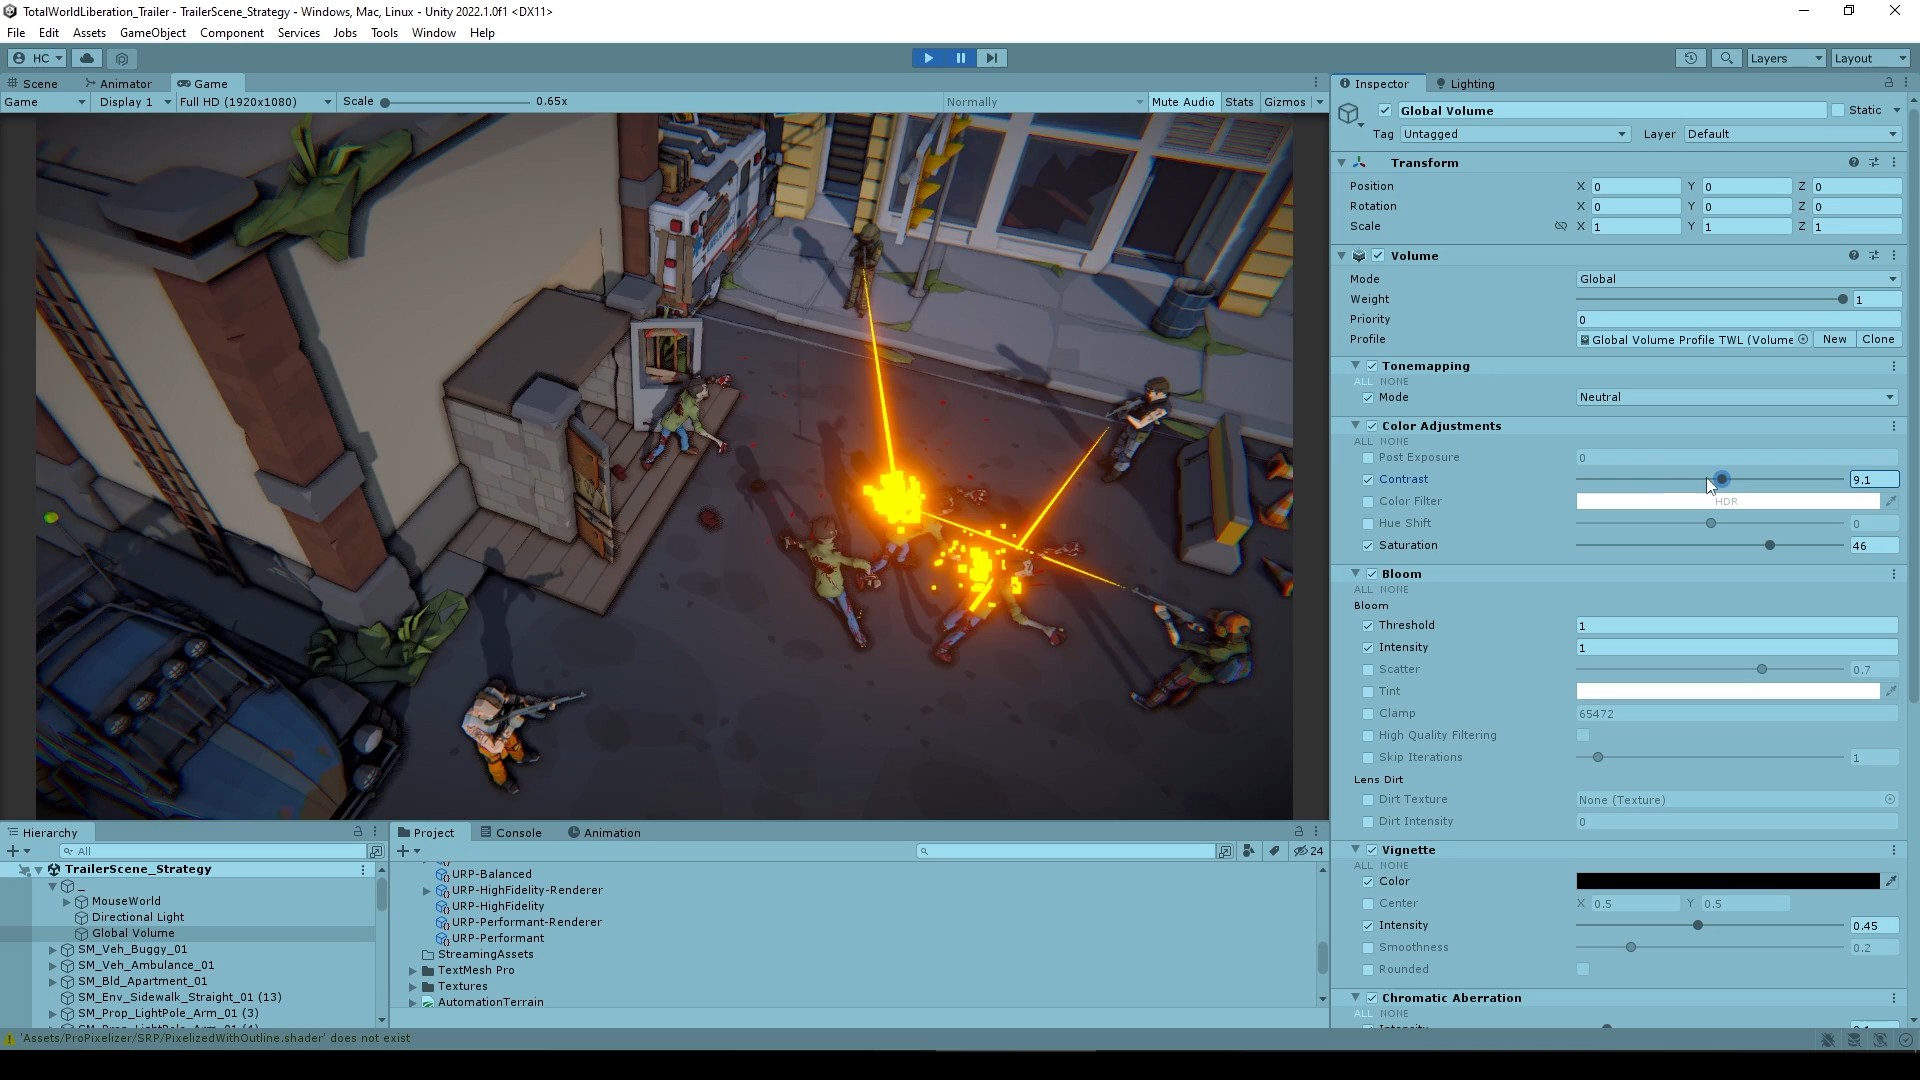 TotalWorldLiberation_Trailer - TrailerScene_Strategy - Windows, Mac, Linux - Unity 2022.1.0f1 <DX11>
File Edit Assets GameObject Component Services Jobs Tools Window Help
HC Layers Layout
Scene Animator Game
Game Display 1 Full HD (1920x1080) Scale 0.65x Normally Mute Audio Stats Gizmos
Inspector Lighting
Global Volume Static
Tag Untagged Layer Default
Transform
Position X 0 Y 0 Z 0
Rotation X 0 Y 0 Z 0
Scale X 1 Y 1 Z 1
Volume
Mode Global
Weight 1
Priority 0
Profile Global Volume Profile TWL (Volume New Clone
Tonemapping
ALL NONE
Mode Neutral
Color Adjustments
ALL NONE
Post Exposure 0
Contrast 9.1
Color Filter HDR
Hue Shift 0
Saturation 46
Bloom
ALL NONE
Bloom
Threshold 1
Intensity 1
Scatter 0.7
Tint
Clamp 65472
High Quality Filtering
Skip Iterations 1
Lens Dirt
Dirt Texture None (Texture)
Dirt Intensity 0
Vignette
ALL NONE
Color
Center X 0.5 Y 0.5
Intensity 0.45
Smoothness 0.2
Rounded
Chromatic Aberration
ALL NONE
Hierarchy
All
TrailerScene_Strategy
_
MouseWorld
Directional Light
Global Volume
SM_Veh_Buggy_01
SM_Veh_Ambulance_01
SM_Bld_Apartment_01
SM_Env_Sidewalk_Straight_01 (13)
SM_Prop_LightPole_Arm_01 (3)
Project Console Animation
24
URP-Balanced
URP-HighFidelity-Renderer
URP-HighFidelity
URP-Performant-Renderer
URP-Performant
StreamingAssets
TextMesh Pro
Textures
AutomationTerrain
'Assets/ProPixelizer/SRP/PixelizedWithOutline.shader' does not exist